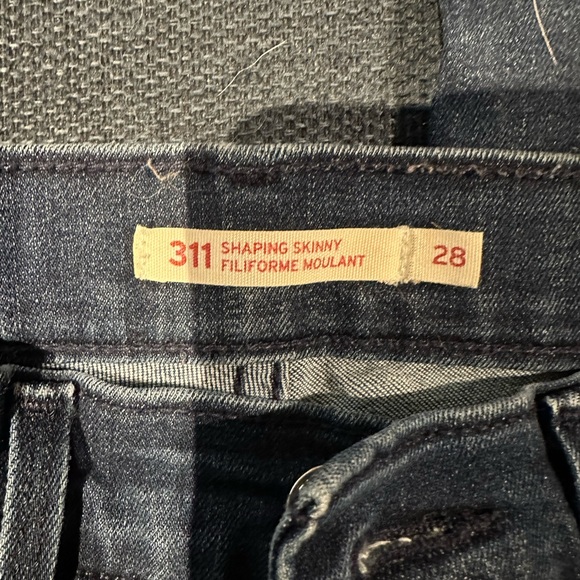 311 SHAPING SKINNY
FILIFORME MOULANT
28